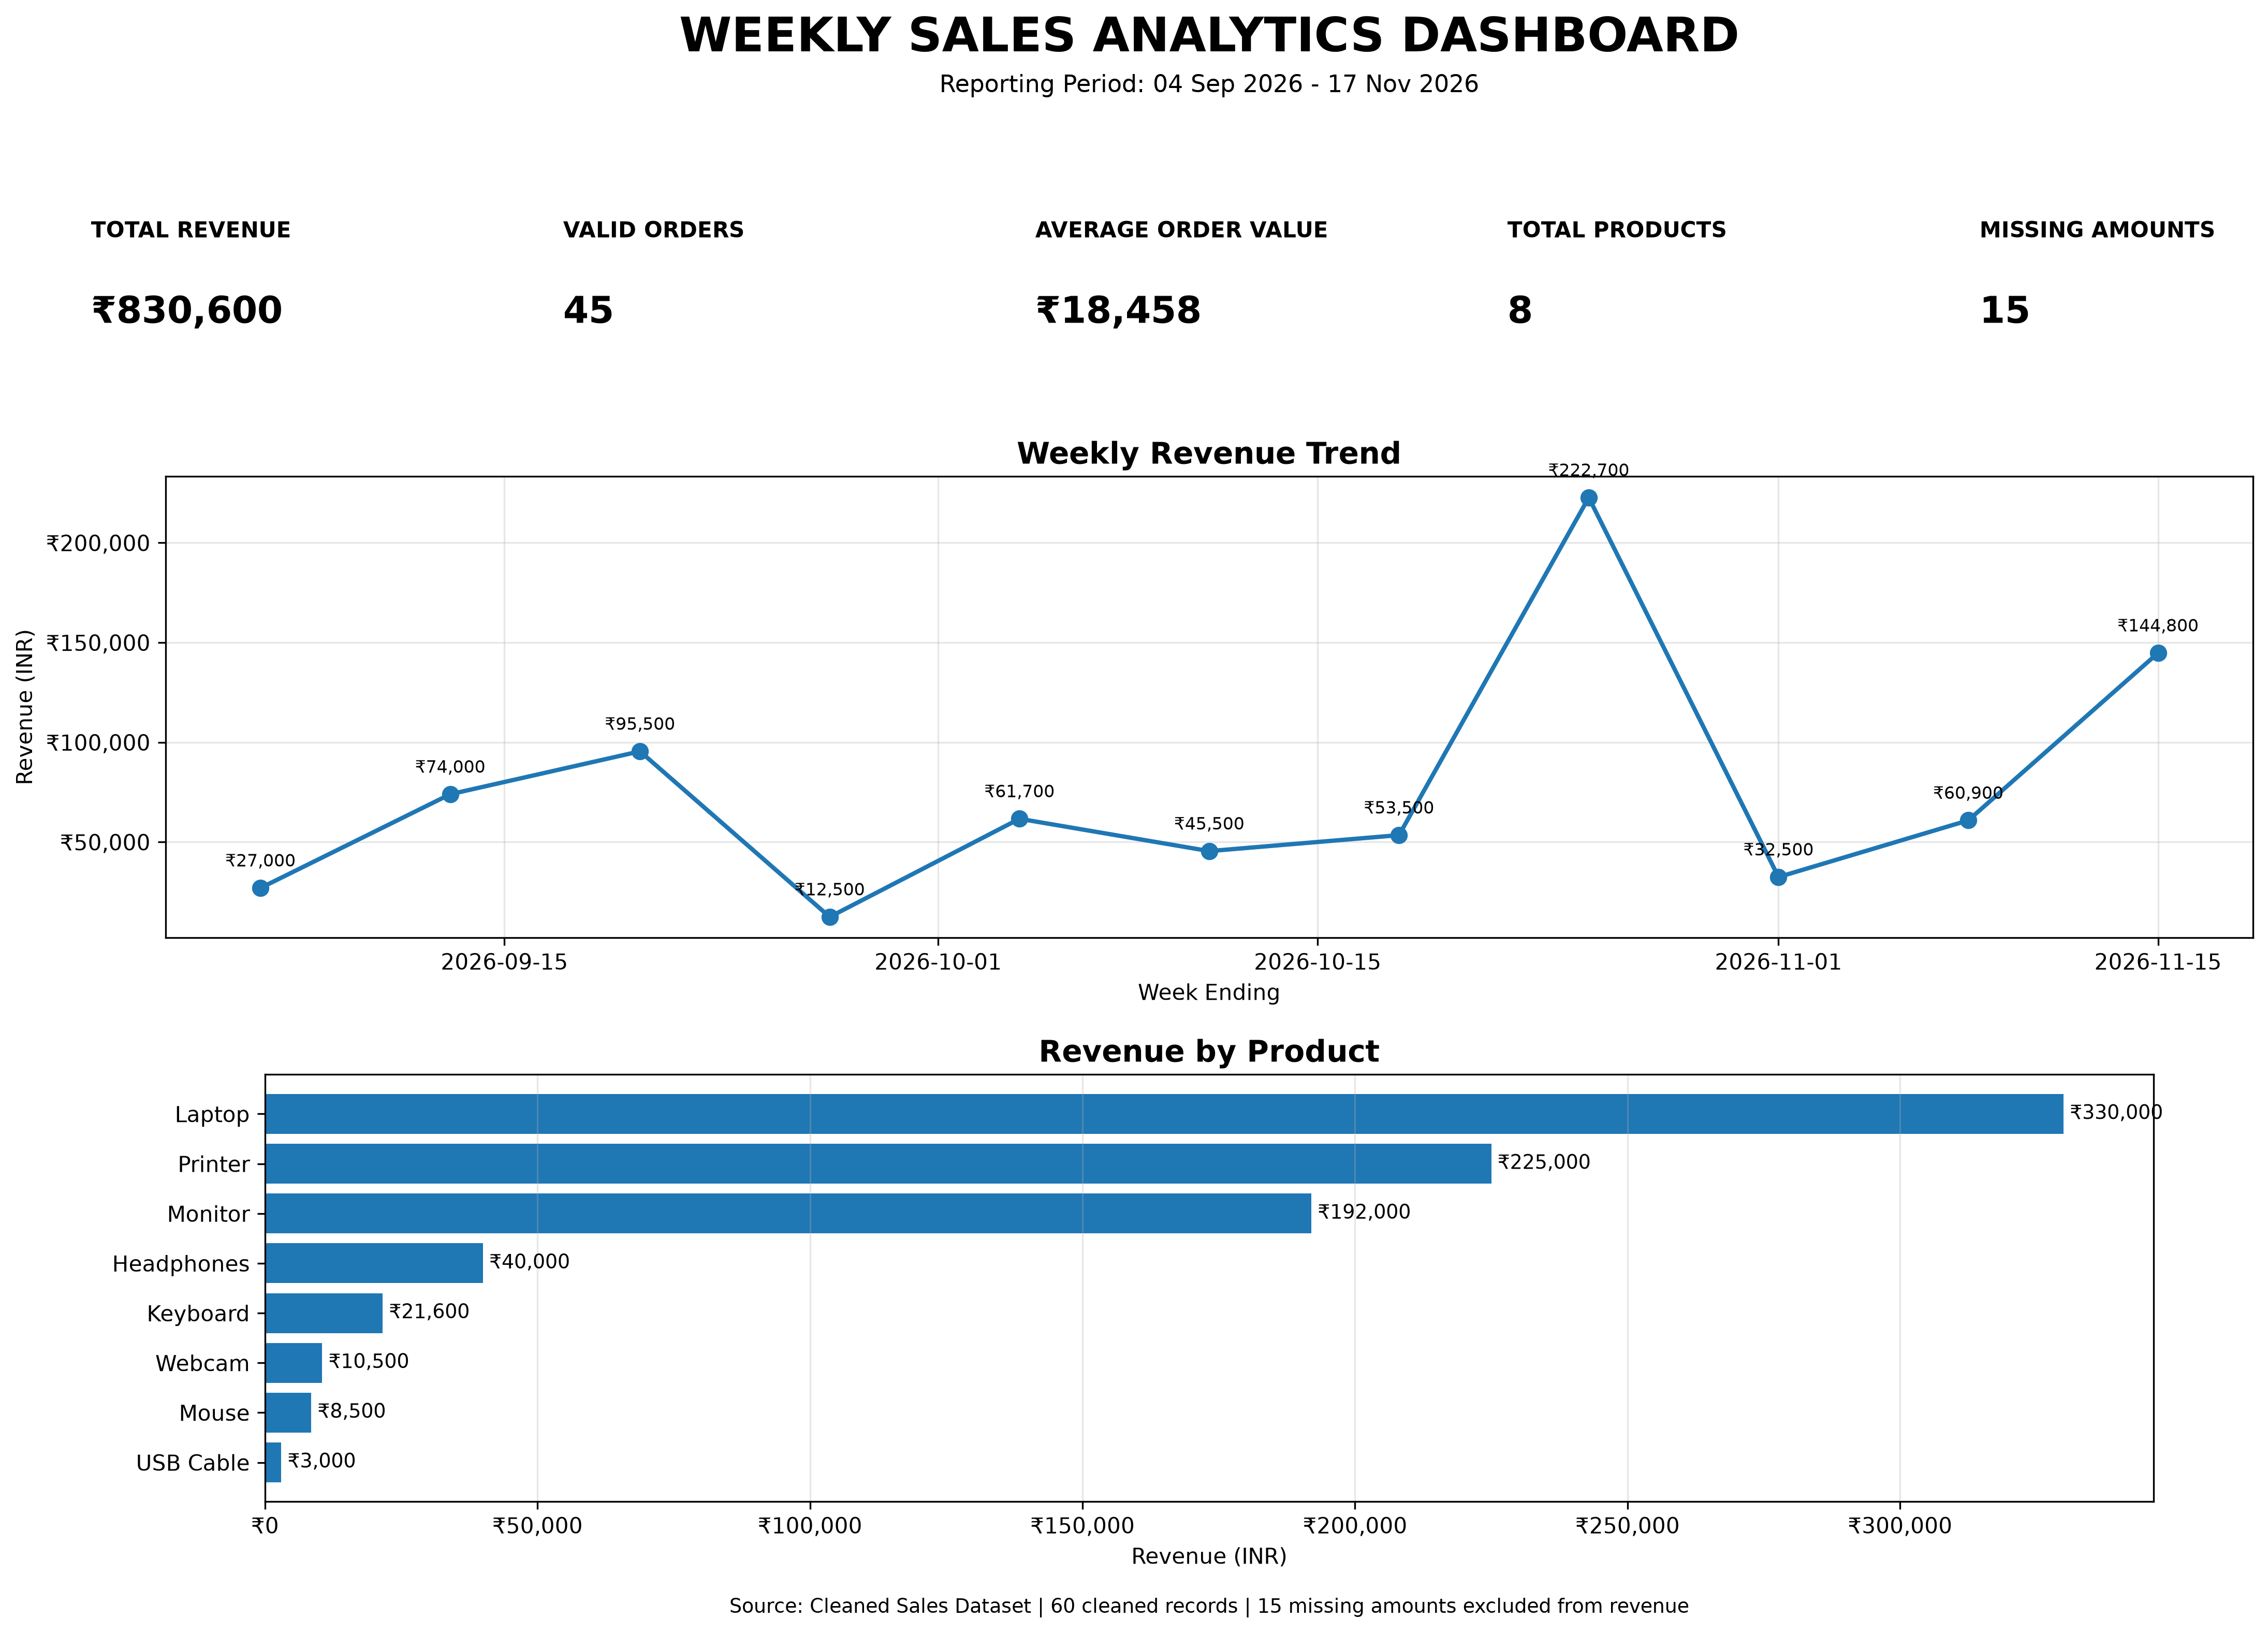 WEEKLY SALES ANALYTICS DASHBOARD
Reporting Period: 04 Sep 2026 - 17 Nov 2026
TOTAL REVENUE
₹830,600
VALID ORDERS
45
AVERAGE ORDER VALUE
₹18,458
TOTAL PRODUCTS
8
MISSING AMOUNTS
15
Weekly Revenue Trend
Revenue (INR)
₹200,000
₹150,000
₹100,000
₹50,000
₹27,000
₹74,000
₹95,500
₹12,500
₹61,700
₹45,500
₹53,500
₹222,700
₹32,500
₹60,900
₹144,800
2026-09-15
2026-10-01
2026-10-15
2026-11-01
2026-11-15
Week Ending
Revenue by Product
Laptop ₹330,000
Printer ₹225,000
Monitor ₹192,000
Headphones ₹40,000
Keyboard ₹21,600
Webcam ₹10,500
Mouse ₹8,500
USB Cable ₹3,000
₹0 ₹50,000 ₹100,000 ₹150,000 ₹200,000 ₹250,000 ₹300,000
Revenue (INR)
Source: Cleaned Sales Dataset | 60 cleaned records | 15 missing amounts excluded from revenue